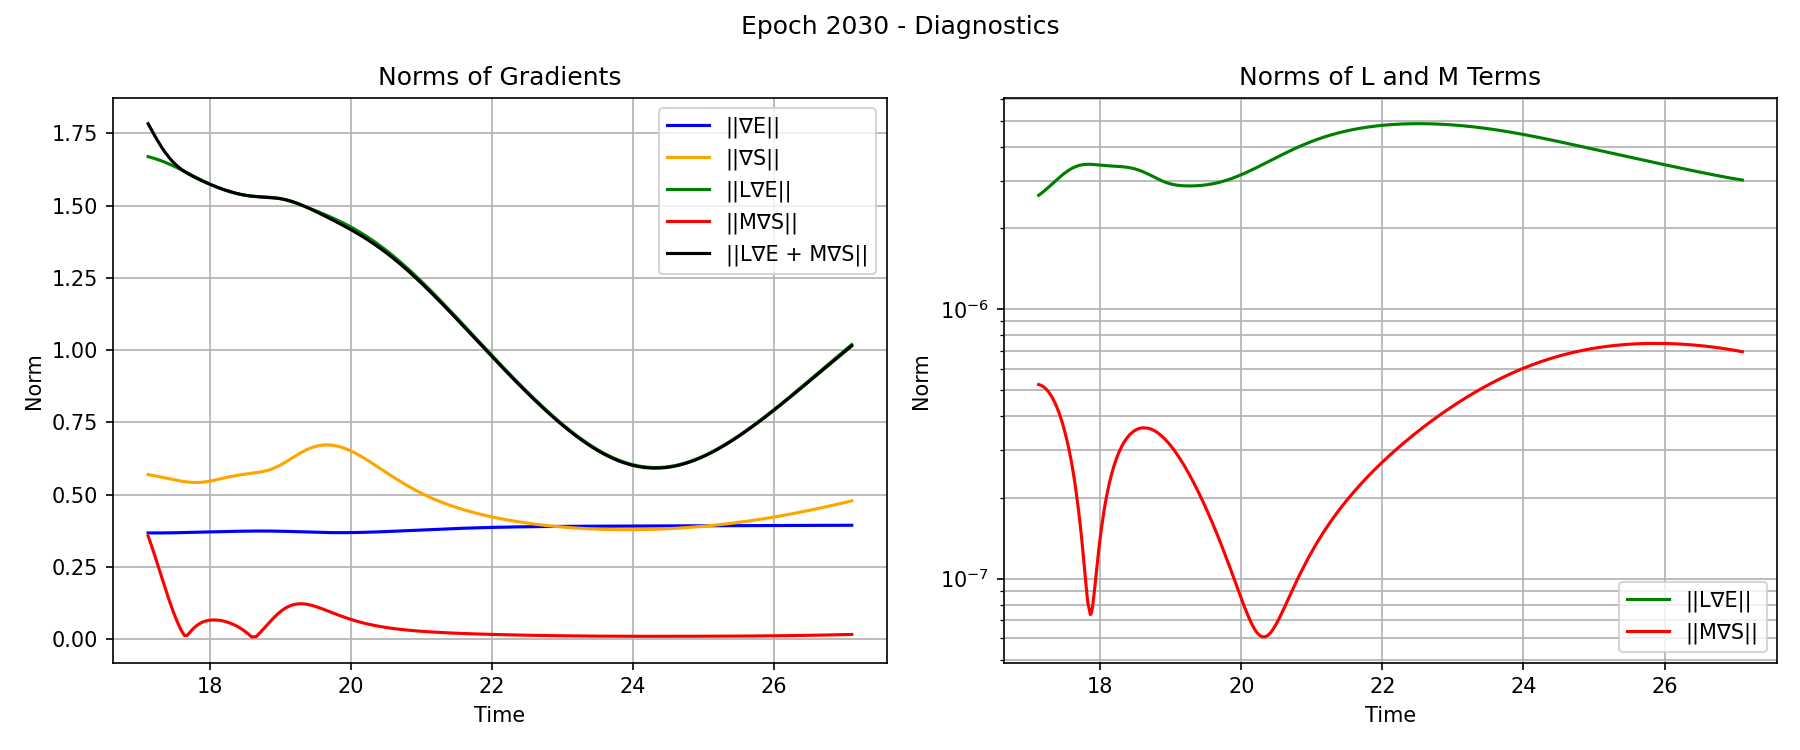 Epoch 2030 - Diagnostics
Norms of Gradients
1.75
1.50
1.25
1.00
0.75
0.50
0.25
0.00
Norm
18
20
22
24
26
Time
||∇E||
||∇S||
||L∇E||
||M∇S||
||L∇E + M∇S||
Norms of L and M Terms
10⁻⁶
10⁻⁷
Norm
18
20
22
24
26
Time
||L∇E||
||M∇S||